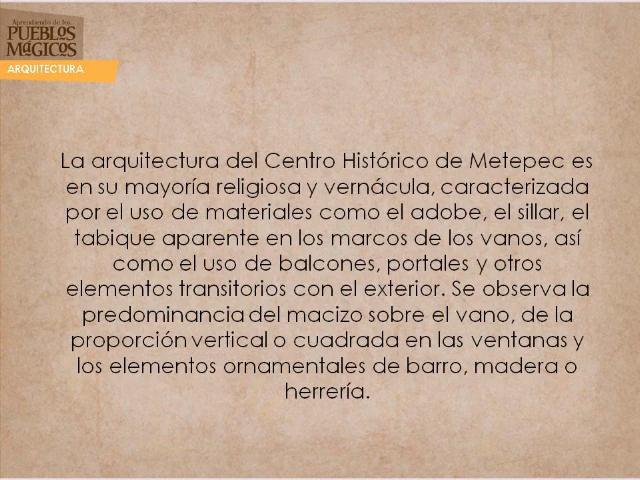 Aprendiendo de los
PUEBLOS
MÁGICOS
ARQUITECTURA
La arquitectura del Centro Histórico de Metepec es
en su mayoría religiosa y vernácula, caracterizada
por el uso de materiales como el adobe, el sillar, el
tabique aparente en los marcos de los vanos, así
como el uso de balcones, portales y otros
elementos transitorios con el exterior. Se observa la
predominancia del macizo sobre el vano, de la
proporción vertical o cuadrada en las ventanas y
los elementos ornamentales de barro, madera o
herrería.